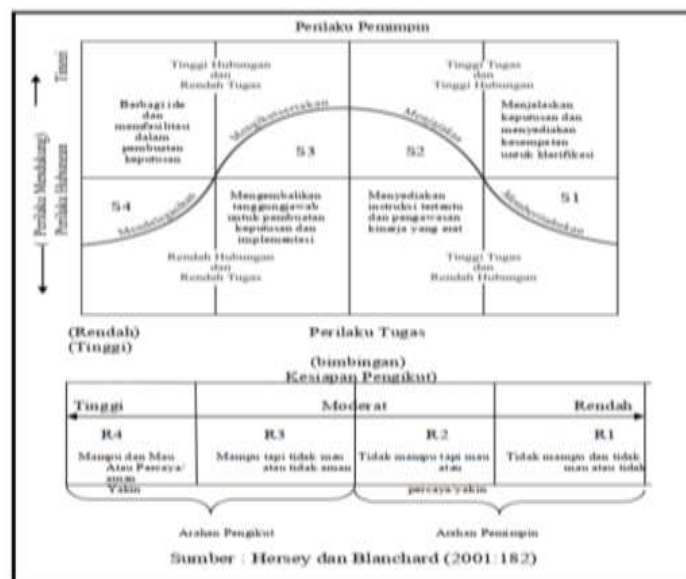 Perilaku Pemimpin
Tinggi Hubungan
dan
Rendah Tugas
Tinggi Tugas
dan
Tinggi Hubungan
Berbagi ide
dan
memfasilitasi
dalam
pembuatan
keputusan
Mengikutsertakan
S3
S2
Menjelaskan
keputusan dan
menyediakan
kesempatan
untuk klarifikasi
S4
Mendelegasikan
Mengembalikan
tanggungjawab
untuk pembuatan
keputusan dan
implementasi
Menyediakan
instruksi tertentu
dan pengawasan
kinerja yang erat
S1
Rendah Hubungan
dan
Rendah Tugas
Tinggi Tugas
dan
Rendah Hubungan
( Perilaku Mendukung)
Perilaku Hubungan
(Rendah)
(Tinggi)
Perilaku Tugas
(bimbingan)
Kesiapan Pengikut)
Tinggi Moderat Rendah
R4 R3 R2 R1
Mampu dan Mau
Atau Percaya/
aman
Yakin
Mampu tapi tidak mau
atau tidak aman
Tidak mampu tapi mau
atau
percaya/yakin
Tidak mampu dan tidak
mau atau tidak
Arahan Pengikut Arahan Pemimpin
Sumber : Hersey dan Blanchard (2001:182)